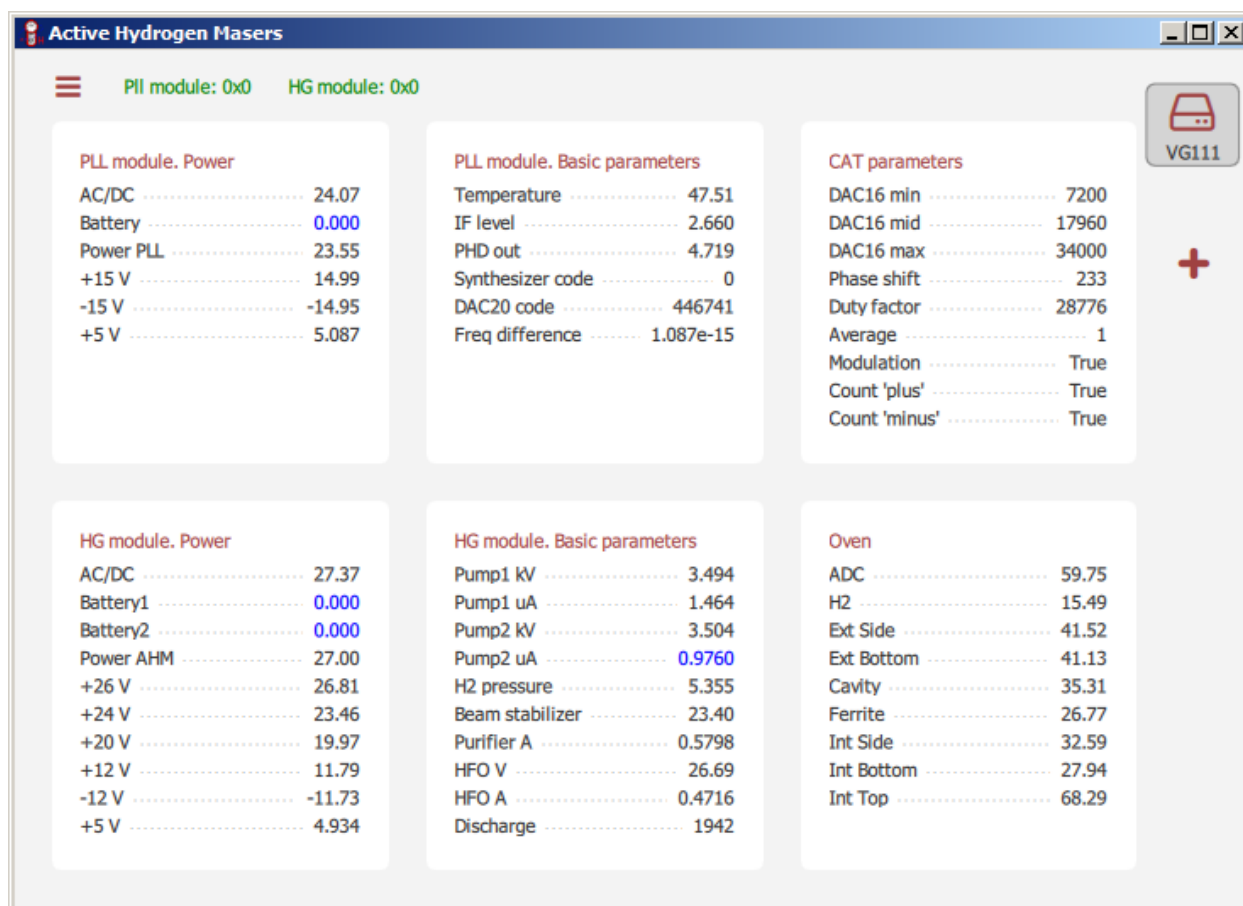 Active Hydrogen Masers
Pll module: 0x0 HG module: 0x0
VG111
PLL module. Power
AC/DC 24.07
Battery 0.000
Power PLL 23.55
+15 V 14.99
-15 V -14.95
+5 V 5.087
PLL module. Basic parameters
Temperature 47.51
IF level 2.660
PHD out 4.719
Synthesizer code 0
DAC20 code 446741
Freq difference 1.087e-15
CAT parameters
DAC16 min 7200
DAC16 mid 17960
DAC16 max 34000
Phase shift 233
Duty factor 28776
Average 1
Modulation True
Count 'plus' True
Count 'minus' True
HG module. Power
AC/DC 27.37
Battery1 0.000
Battery2 0.000
Power AHM 27.00
+26 V 26.81
+24 V 23.46
+20 V 19.97
+12 V 11.79
-12 V -11.73
+5 V 4.934
HG module. Basic parameters
Pump1 kV 3.494
Pump1 uA 1.464
Pump2 kV 3.504
Pump2 uA 0.9760
H2 pressure 5.355
Beam stabilizer 23.40
Purifier A 0.5798
HFO V 26.69
HFO A 0.4716
Discharge 1942
Oven
ADC 59.75
H2 15.49
Ext Side 41.52
Ext Bottom 41.13
Cavity 35.31
Ferrite 26.77
Int Side 32.59
Int Bottom 27.94
Int Top 68.29